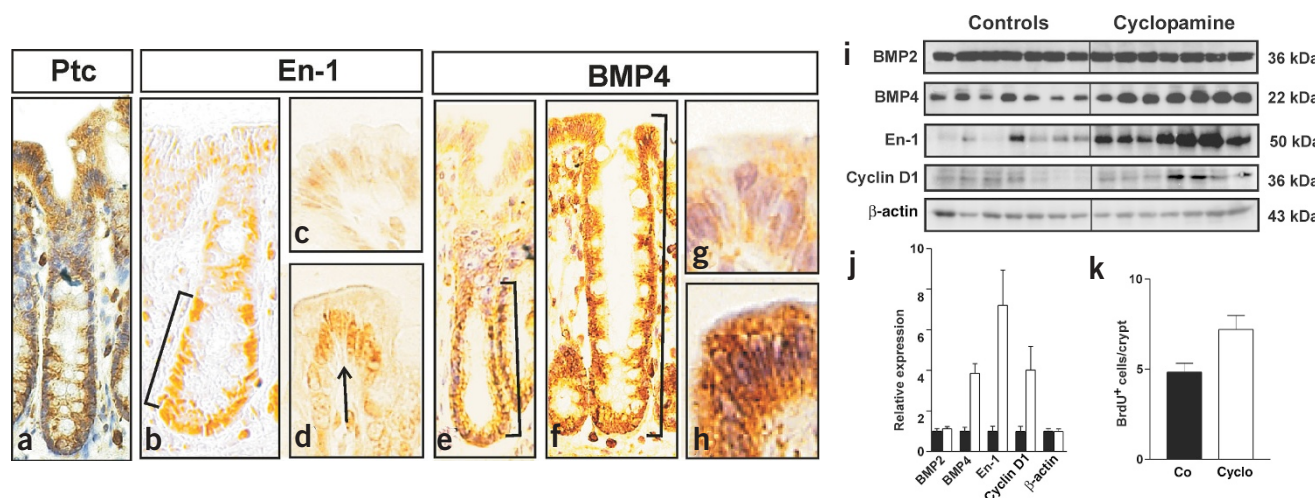 Ptc
En-1
BMP4
a
b
c
d
e
f
g
h
i
Controls
Cyclopamine
BMP2
36 kDa
BMP4
22 kDa
En-1
50 kDa
Cyclin D1
36 kDa
β-actin
43 kDa
j
Relative expression
10
8
6
4
2
0
BMP2
BMP4
En-1
Cyclin D1
β-actin
k
BrdU⁺ cells/crypt
10
5
0
Co
Cyclo